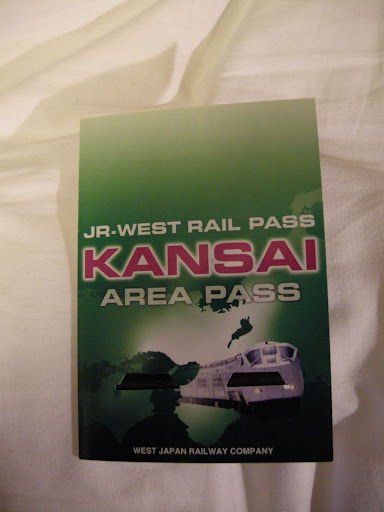 JR-WEST RAIL PASS
KANSAI
AREA PASS
WEST JAPAN RAILWAY COMPANY